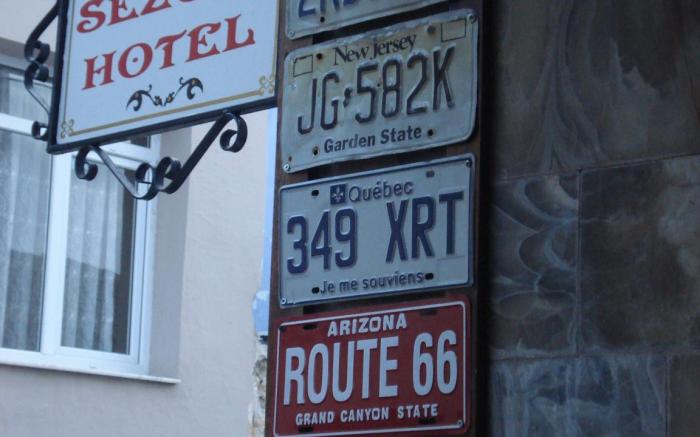 HOTEL
New Jersey
JG 582K
Garden State
Québec
349 XRT
Je me souviens
ARIZONA
ROUTE 66
GRAND CANYON STATE